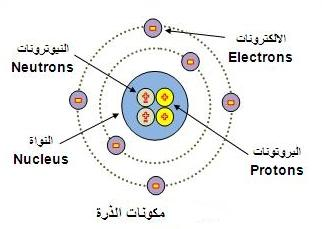 الالكترونات
Electrons
النيوترونات
Neutrons
النواة
Nucleus
البروتونات
Protons
مكونات الذرة